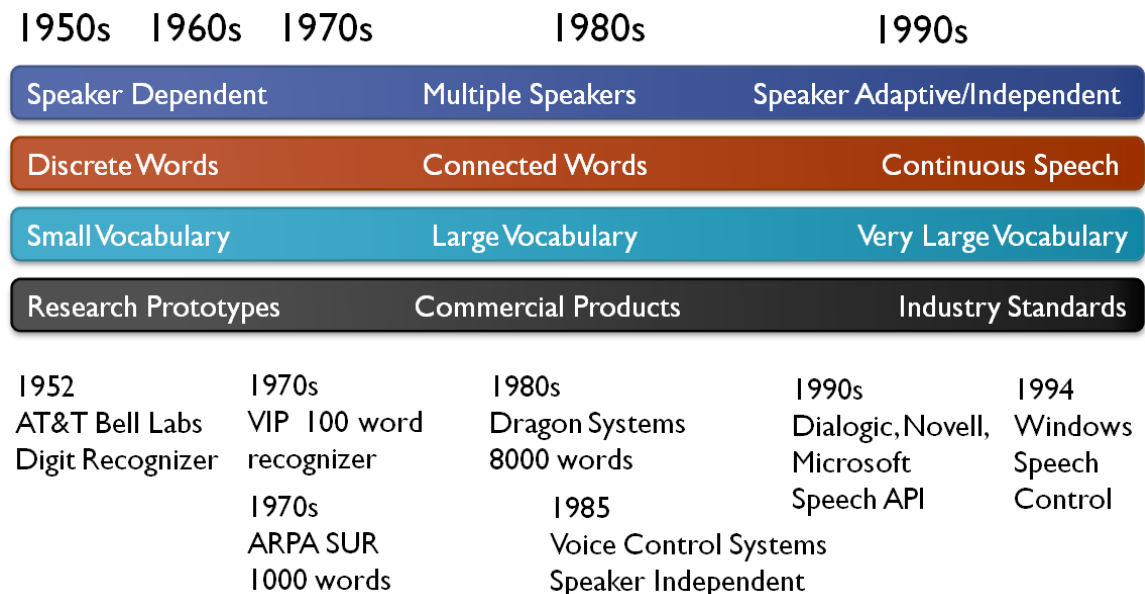 1950s 1960s 1970s 1980s 1990s
Speaker Dependent Multiple Speakers Speaker Adaptive/Independent
Discrete Words Connected Words Continuous Speech
Small Vocabulary Large Vocabulary Very Large Vocabulary
Research Prototypes Commercial Products Industry Standards
1952
AT&T Bell Labs
Digit Recognizer
1970s
VIP 100 word
recognizer
1970s
ARPA SUR
1000 words
1980s
Dragon Systems
8000 words
1985
Voice Control Systems
Speaker Independent
1990s
Dialogic, Novell,
Microsoft
Speech API
1994
Windows
Speech
Control